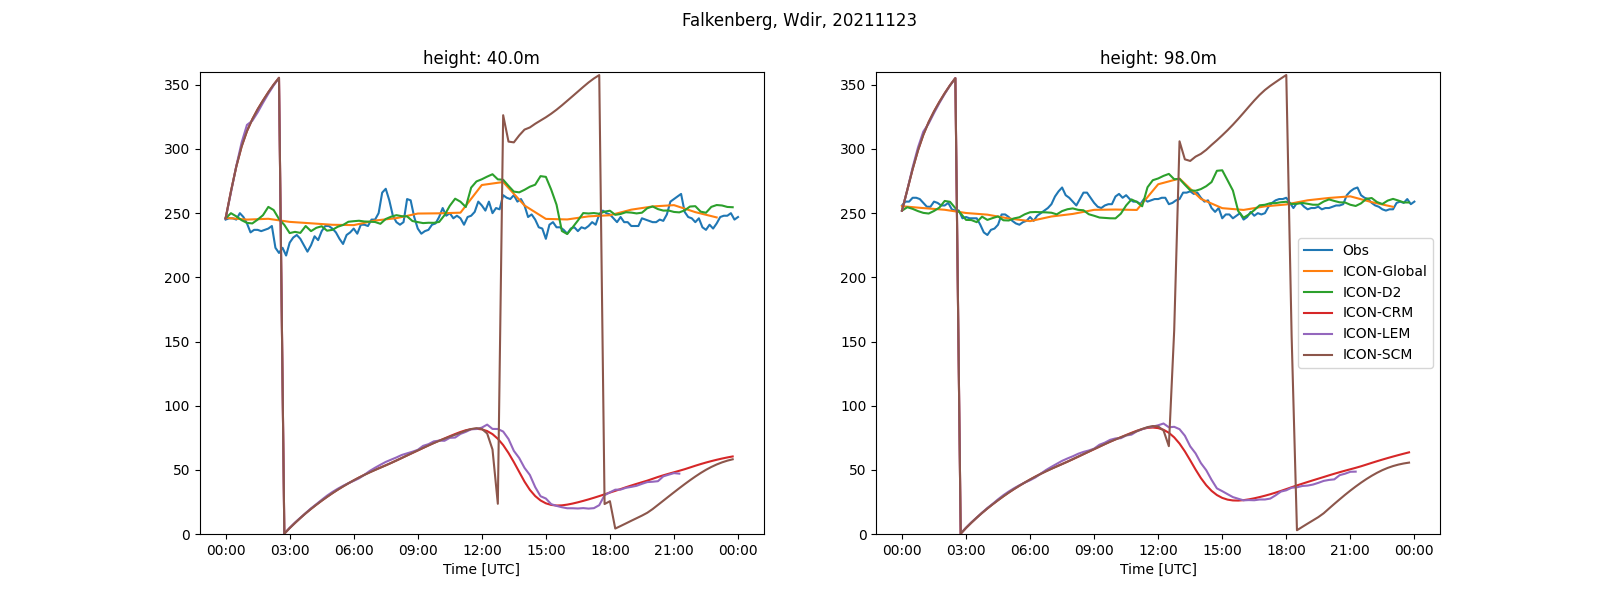 Falkenberg, Wdir, 20211123
height: 40.0m
350
300
250
200
150
100
50
0
00:00 03:00 06:00 09:00 12:00 15:00 18:00 21:00 00:00
Time [UTC]
height: 98.0m
350
300
250
200
150
100
50
0
Obs
ICON-Global
ICON-D2
ICON-CRM
ICON-LEM
ICON-SCM
00:00 03:00 06:00 09:00 12:00 15:00 18:00 21:00 00:00
Time [UTC]